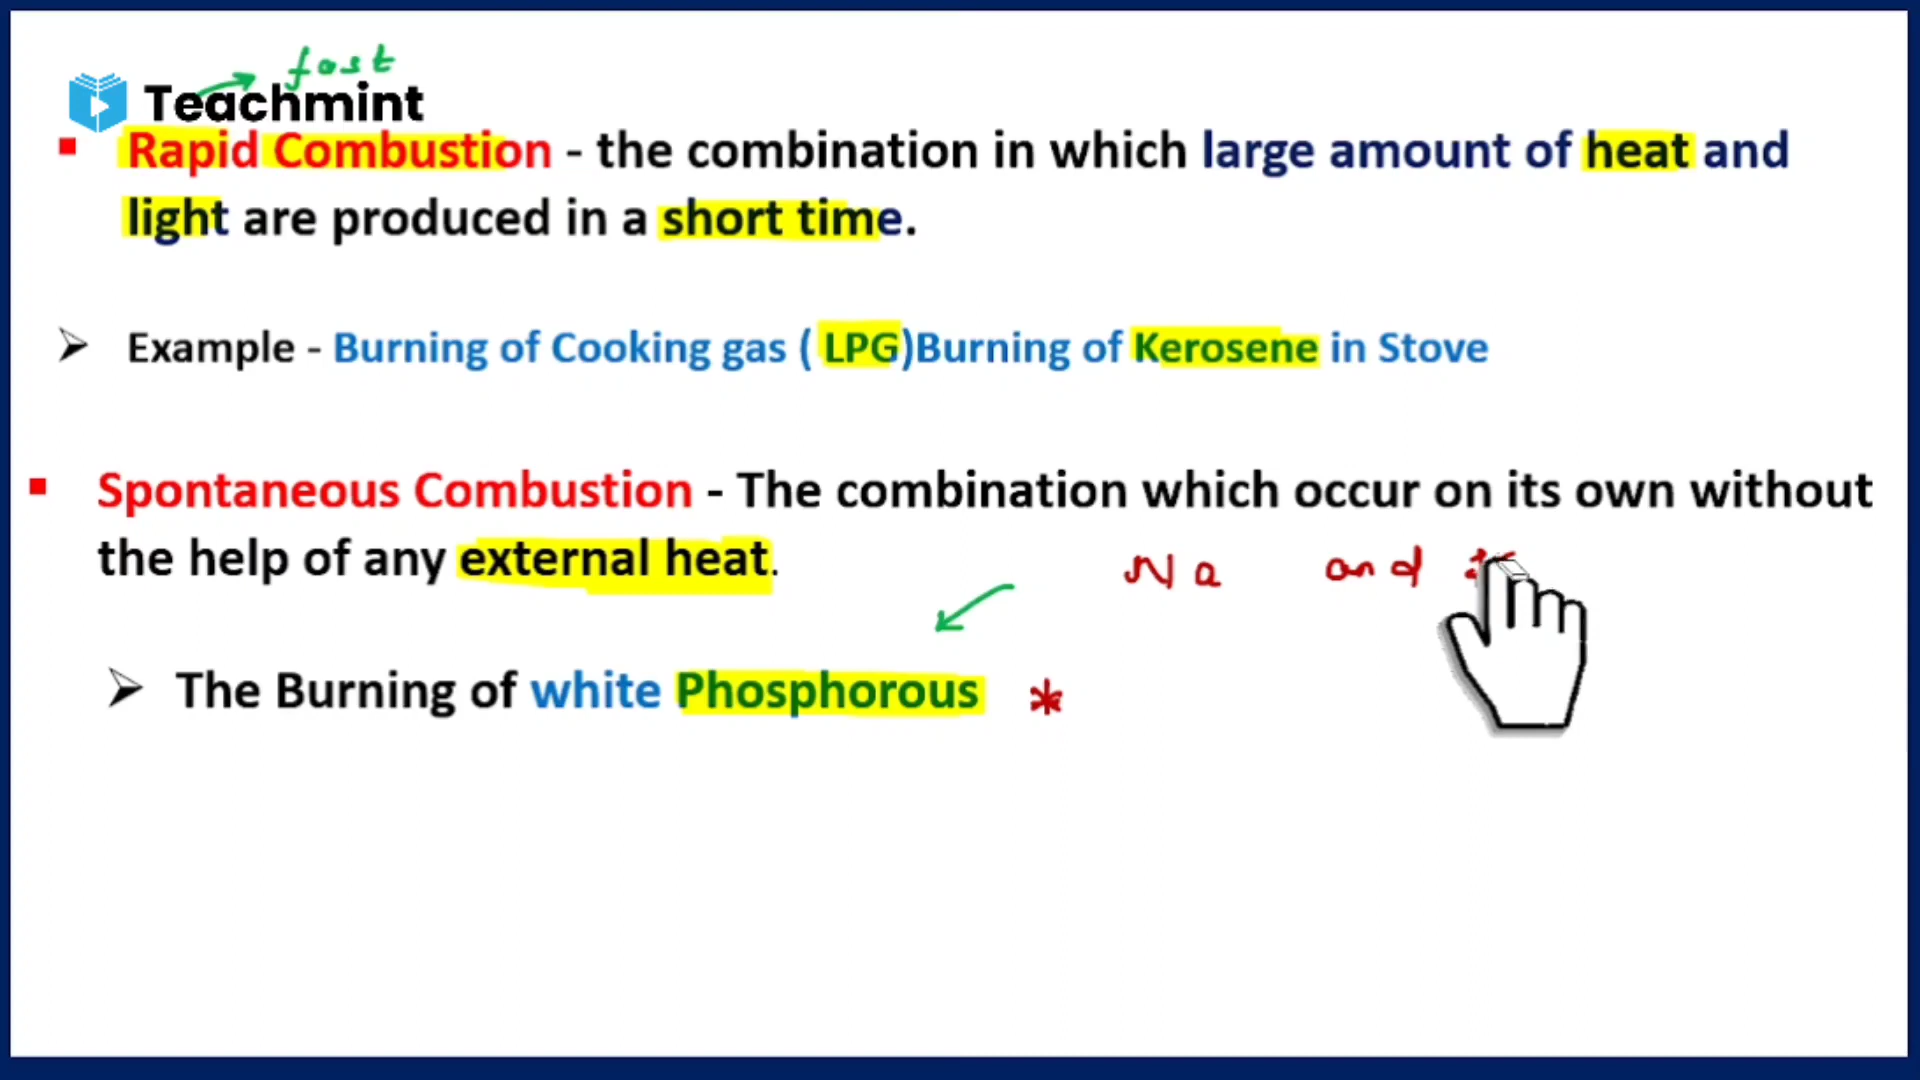 fast
Teachmint
▪ Rapid Combustion - the combination in which large amount of heat and
light are produced in a short time.
➢ Example - Burning of Cooking gas ( LPG)Burning of Kerosene in Stove
▪ Spontaneous Combustion - The combination which occur on its own without
the help of any external heat.
Na and
➢ The Burning of white Phosphorous *